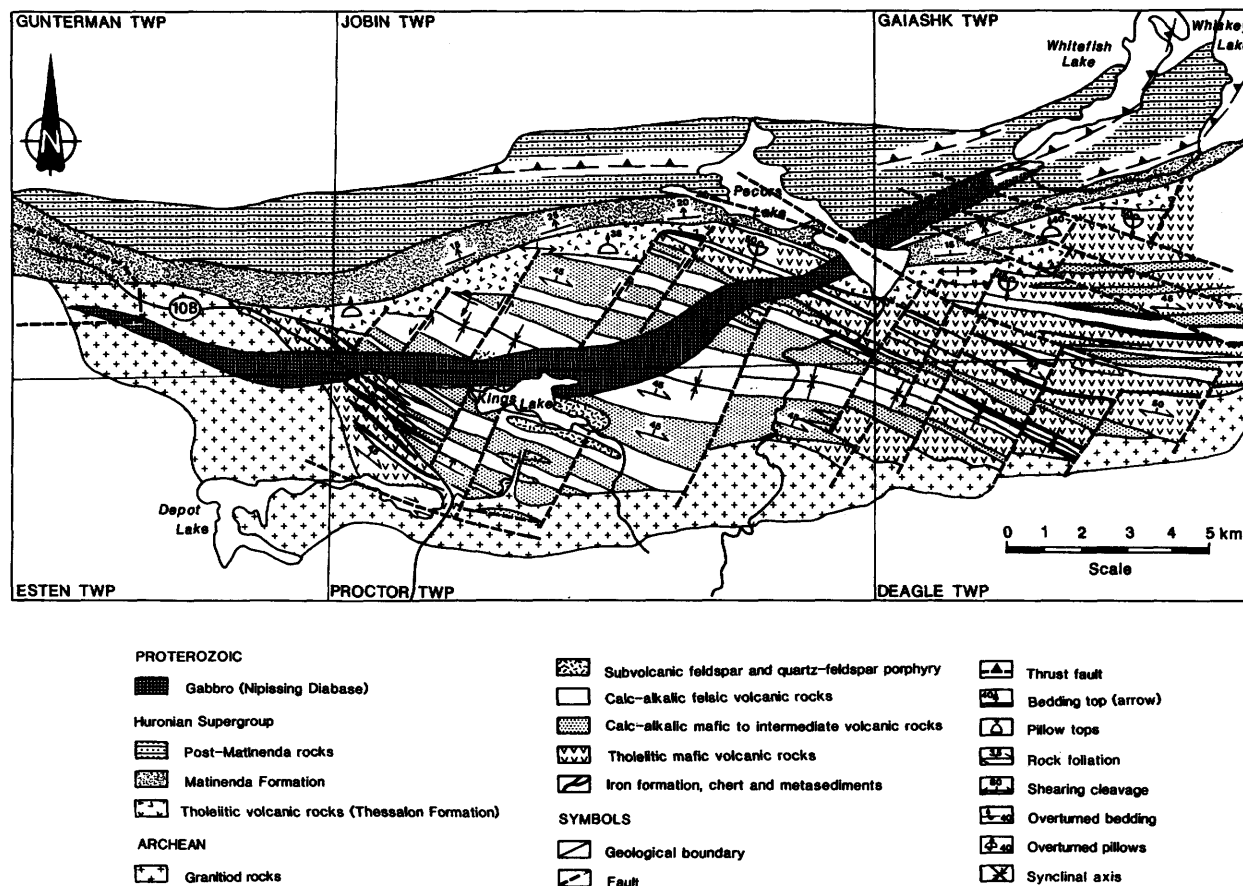 GUNTERMAN TWP
JOBIN TWP
GAIASHK TWP
Whiskey
Lake
Whitefish
Lake
N
Pecors
Lake
108
Kings Lake
Depot
Lake
0 1 2 3 4 5 km
Scale
ESTEN TWP
PROCTOR TWP
DEAGLE TWP
PROTEROZOIC
Gabbro (Nipissing Diabase)
Huronian Supergroup
Post-Matinenda rocks
Matinenda Formation
Tholeiitic volcanic rocks (Thessalon Formation)
ARCHEAN
Granitiod rocks
Subvolcanic feldspar and quartz-feldspar porphyry
Calc-alkalic felsic volcanic rocks
Calc-alkalic mafic to intermediate volcanic rocks
Tholeiitic mafic volcanic rocks
Iron formation, chert and metasediments
SYMBOLS
Geological boundary
Fault
Thrust fault
Bedding top (arrow)
Pillow tops
Rock foliation
Shearing cleavage
Overturned bedding
Overturned pillows
Synclinal axis